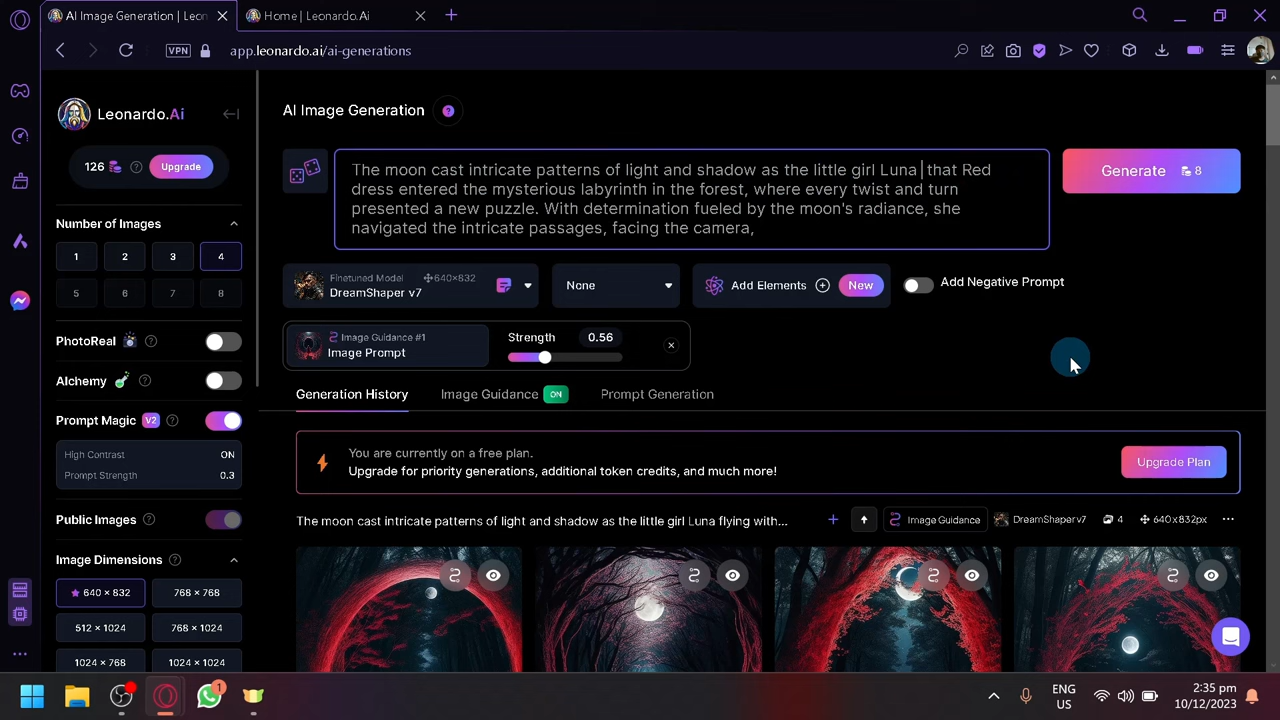 AI Image Generation | Leon
Home | Leonardo.Ai
VPN
app.leonardo.ai/ai-generations
Leonardo.Ai
126
Upgrade
Number of Images
1
2
3
4
5
6
7
8
PhotoReal
Alchemy
Prompt Magic V2
High Contrast ON
Prompt Strength 0.3
Public Images
Image Dimensions
640 × 832
768 × 768
512 × 1024
768 × 1024
1024 × 768
1024 × 1024
AI Image Generation ?
The moon cast intricate patterns of light and shadow as the little girl Luna that Red
dress entered the mysterious labyrinth in the forest, where every twist and turn
presented a new puzzle. With determination fueled by the moon's radiance, she
navigated the intricate passages, facing the camera,
Generate 8
Finetuned Model 640×832
DreamShaper v7
None
Add Elements New
Add Negative Prompt
Image Guidance #1
Image Prompt
Strength 0.56
Generation History
Image Guidance ON
Prompt Generation
You are currently on a free plan.
Upgrade for priority generations, additional token credits, and much more!
Upgrade Plan
The moon cast intricate patterns of light and shadow as the little girl Luna flying with...
Image Guidance
DreamShaper v7
4
640×832px
1
ENG
US
2:35 pm
10/12/2023